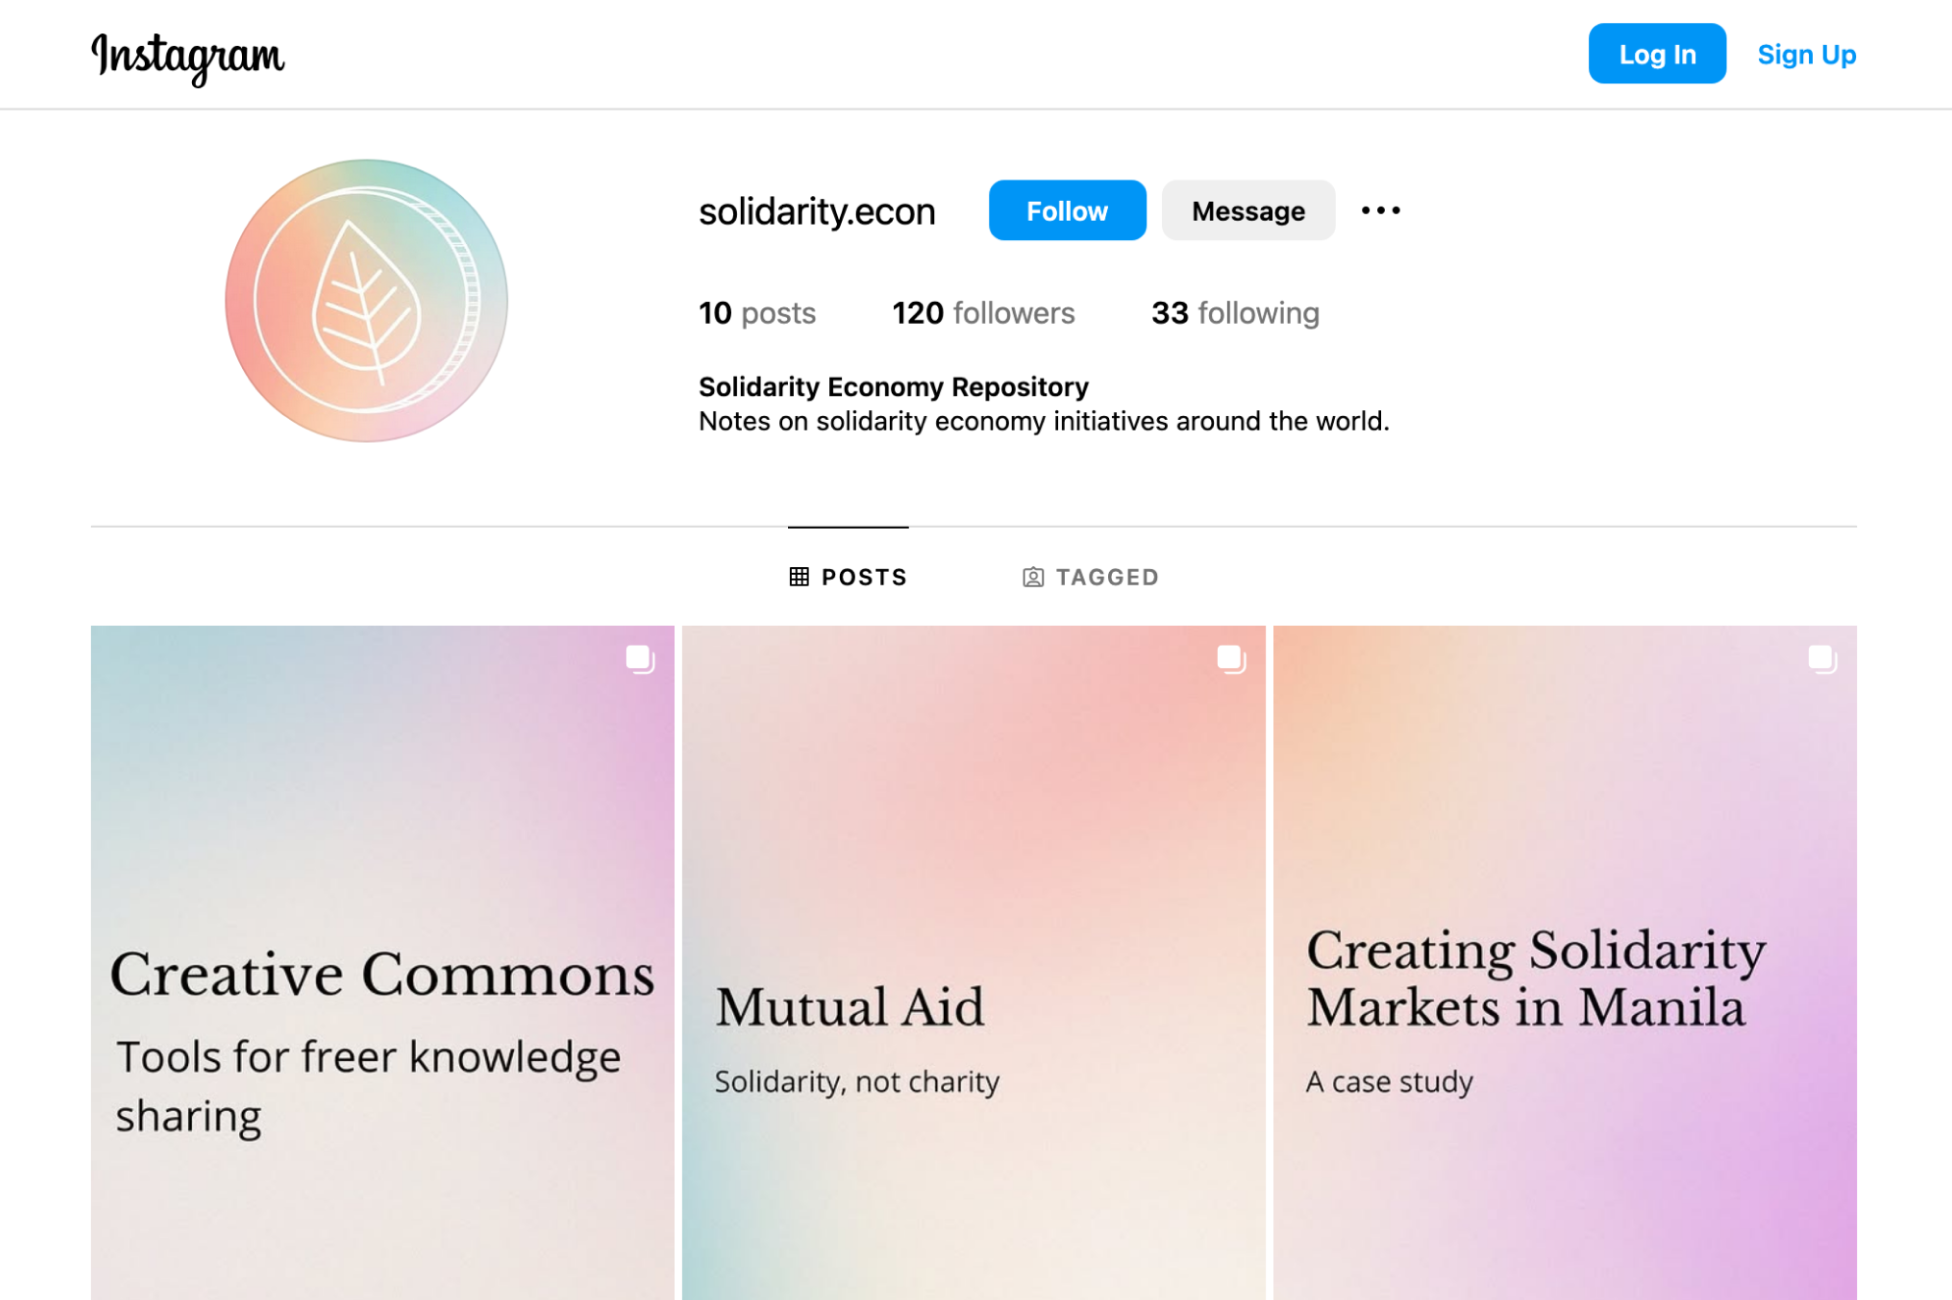 Instagram
Log In
Sign Up
solidarity.econ
Follow
Message
10 posts
120 followers
33 following
Solidarity Economy Repository
Notes on solidarity economy initiatives around the world.
POSTS
TAGGED
Creative Commons
Tools for freer knowledge
sharing
Mutual Aid
Solidarity, not charity
Creating Solidarity
Markets in Manila
A case study